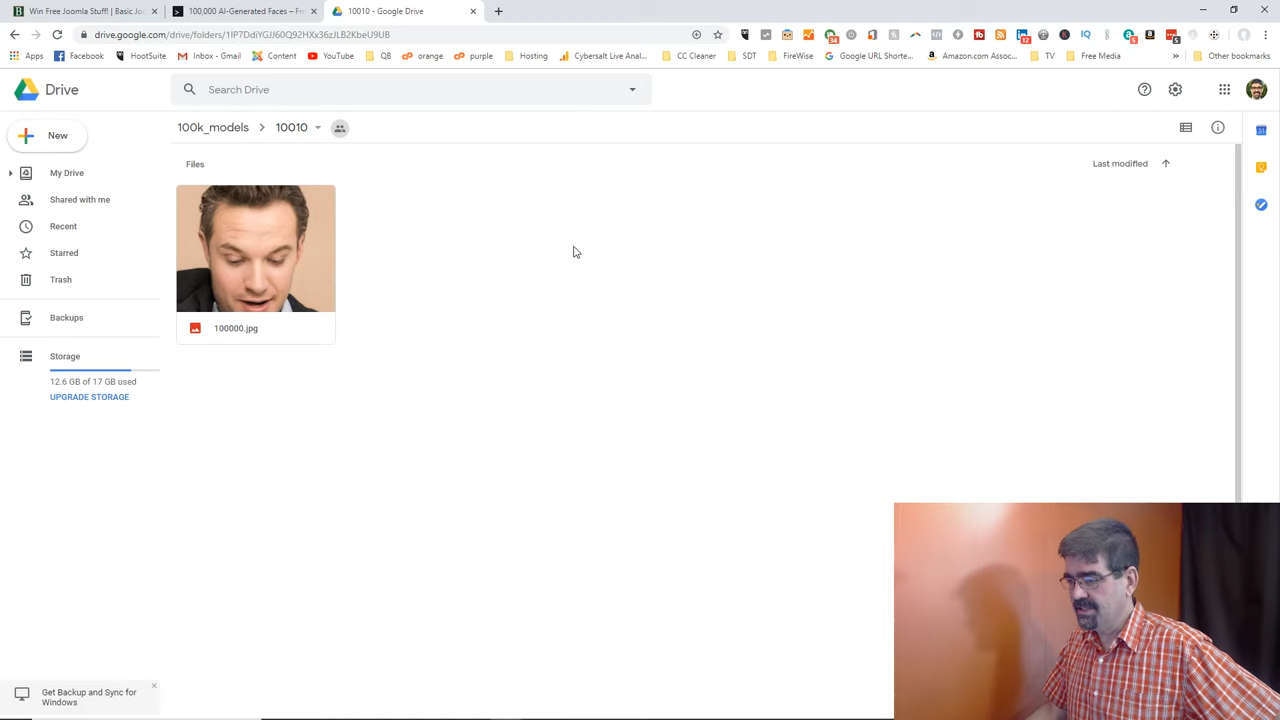 Win Free Joomla Stuff! | Basic Jo
100,000 AI-Generated Faces – Fr
10010 - Google Drive
drive.google.com/drive/folders/1IP7DdiYGJJ60Q92HXx36zJLB2KbeU9UB
Apps
Facebook
HootSuite
Inbox - Gmail
Content
YouTube
QB
orange
purple
Hosting
Cybersalt Live Anal...
CC Cleaner
SDT
FireWise
Google URL Shorte...
Amazon.com Assoc...
TV
Free Media
»
Other bookmarks
Drive
Search Drive
New
100k_models > 10010
My Drive
Shared with me
Recent
Starred
Trash
Backups
Storage
12.6 GB of 17 GB used
UPGRADE STORAGE
Files
Last modified
100000.jpg
Get Backup and Sync for
Windows